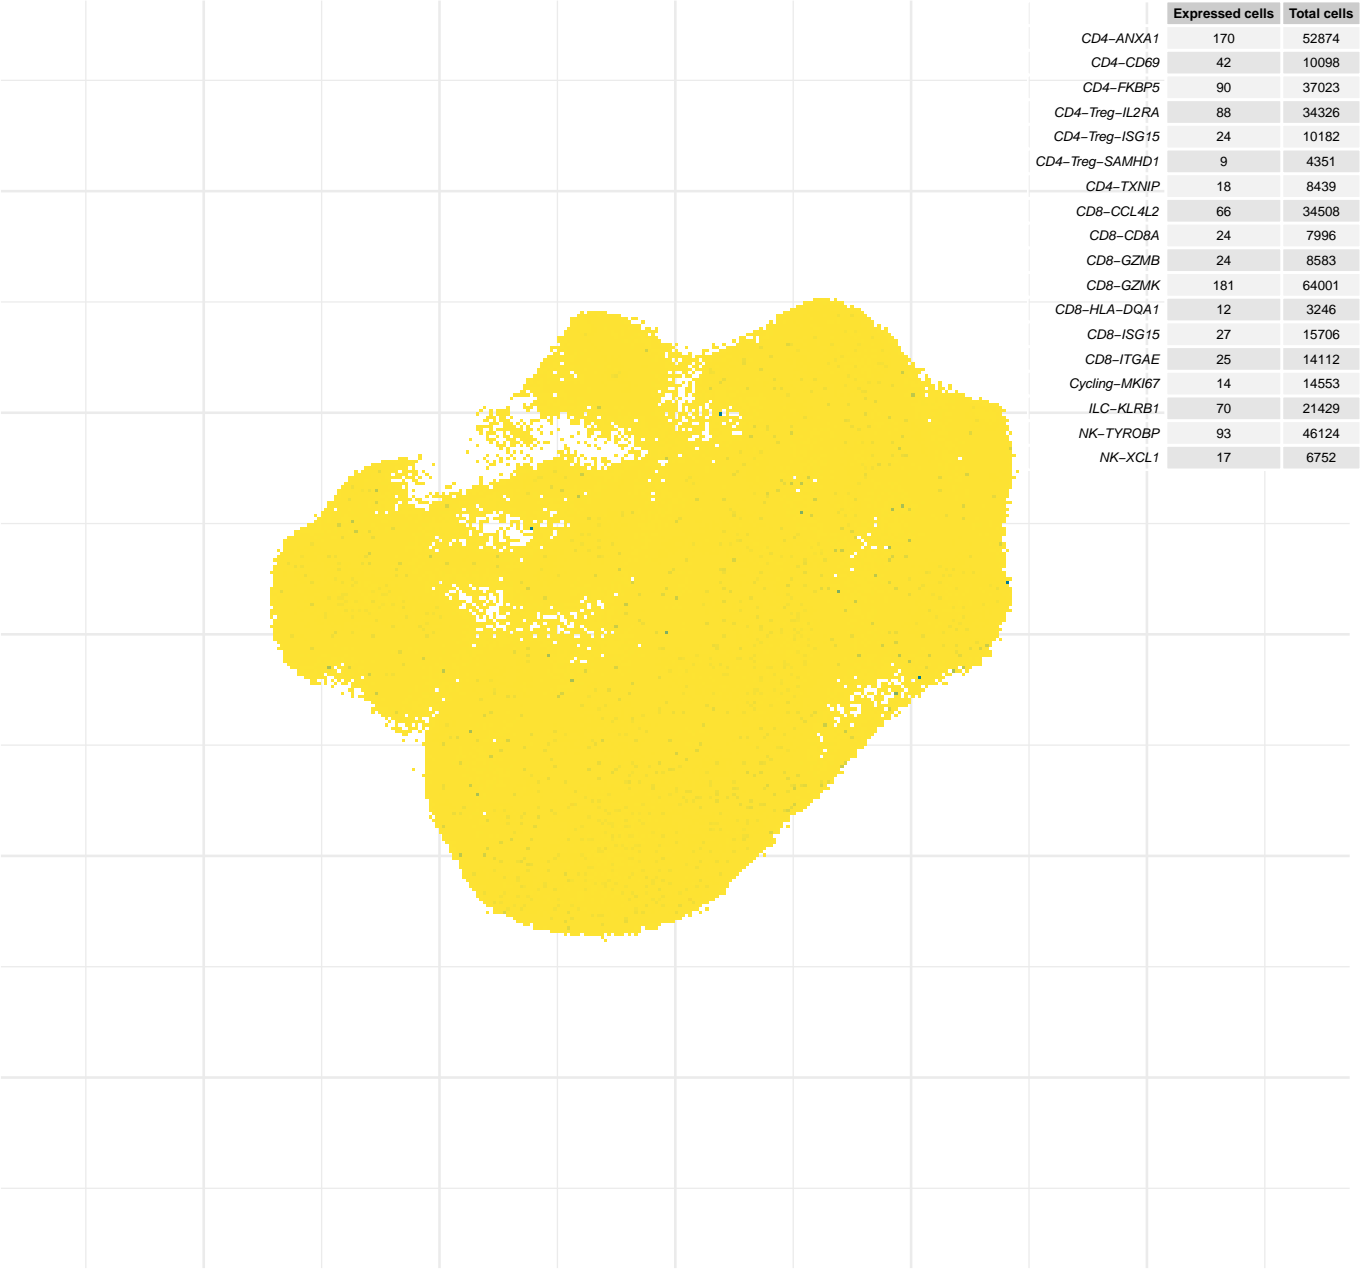 Expressed cells Total cells
CD4−ANXA1 170 52874
CD4−CD69 42 10098
CD4−FKBP5 90 37023
CD4−Treg−IL2RA 88 34326
CD4−Treg−ISG15 24 10182
CD4−Treg−SAMHD1 9 4351
CD4−TXNIP 18 8439
CD8−CCL4L2 66 34508
CD8−CD8A 24 7996
CD8−GZMB 24 8583
CD8−GZMK 181 64001
CD8−HLA−DQA1 12 3246
CD8−ISG15 27 15706
CD8−ITGAE 25 14112
Cycling−MKI67 14 14553
ILC−KLRB1 70 21429
NK−TYROBP 93 46124
NK−XCL1 17 6752